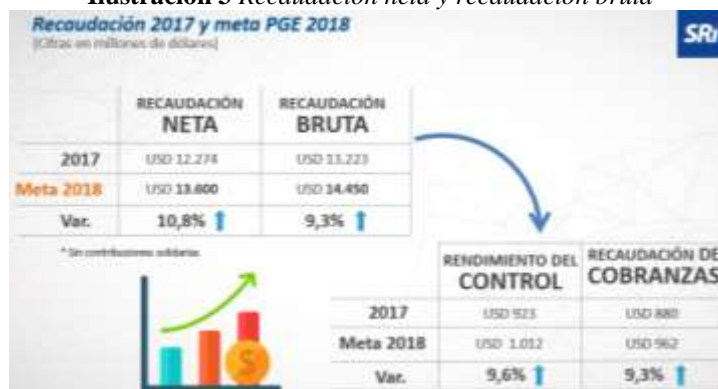 Ilustración 3 Recaudación neta y recaudación bruta
Recaudación 2017 y meta PGE 2018
(Cifras en millones de dólares)
SRi
RECAUDACIÓN NETA RECAUDACIÓN BRUTA
2017 USD 12.274 USD 13.223
Meta 2018 USD 13.600 USD 14.450
Var. 10,8% 9,3%
* Sin contribuciones solidarias.
RENDIMIENTO DEL CONTROL RECAUDACIÓN DE COBRANZAS
2017 USD 923 USD 880
Meta 2018 USD 1.012 USD 962
Var. 9,6% 9,3%
$